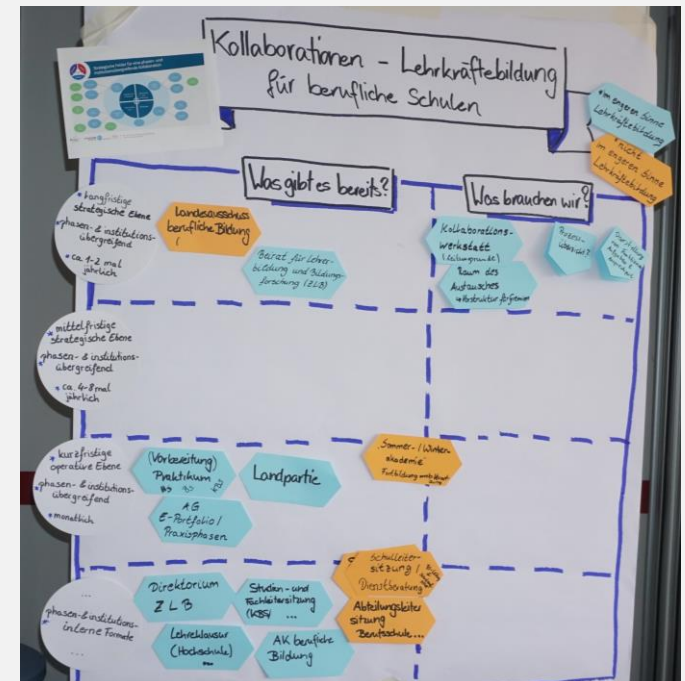 Kollaborationen - Lehrkräftebildung
für berufliche Schulen
* im engeren Sinne
Lehrkräftebildung
* nicht
im engeren Sinne
Lehrkräftebildung
Was gibt es bereits?
Was brauchen wir?
* langfristige
strategische Ebene
* phasen- & institutions-
übergreifend
* ca. 1-2 mal
jährlich
Landesausschuss
berufliche Bildung
Beirat für Lehrer-
bildung und Bildungs-
forschung (ZLB)
Kollaborations-
werkstatt
Raum des
Austausches
* mittelfristige
strategische Ebene
* phasen- & institutions-
übergreifend
* ca. 4-8 mal
jährlich
* kurzfristige
operative Ebene
* phasen- & institutions-
übergreifend
* monatlich
(Vorbereitung)
Praktikum
AG
E-Portfolio/
Praxisphasen
Landpartie
Sommer-/Winter-
akademie
...
phasen- & institutions-
interne Formate
...
Direktorium
ZLB
Studien- und
Fachleitersitzung
(KBS) ...
Lehrklausur
(Hochschule)
...
AK berufliche
Bildung
Schulleiter-
sitzung /
Dienstberatung
Abteilungsleiter
sitzung
Berufsschule...